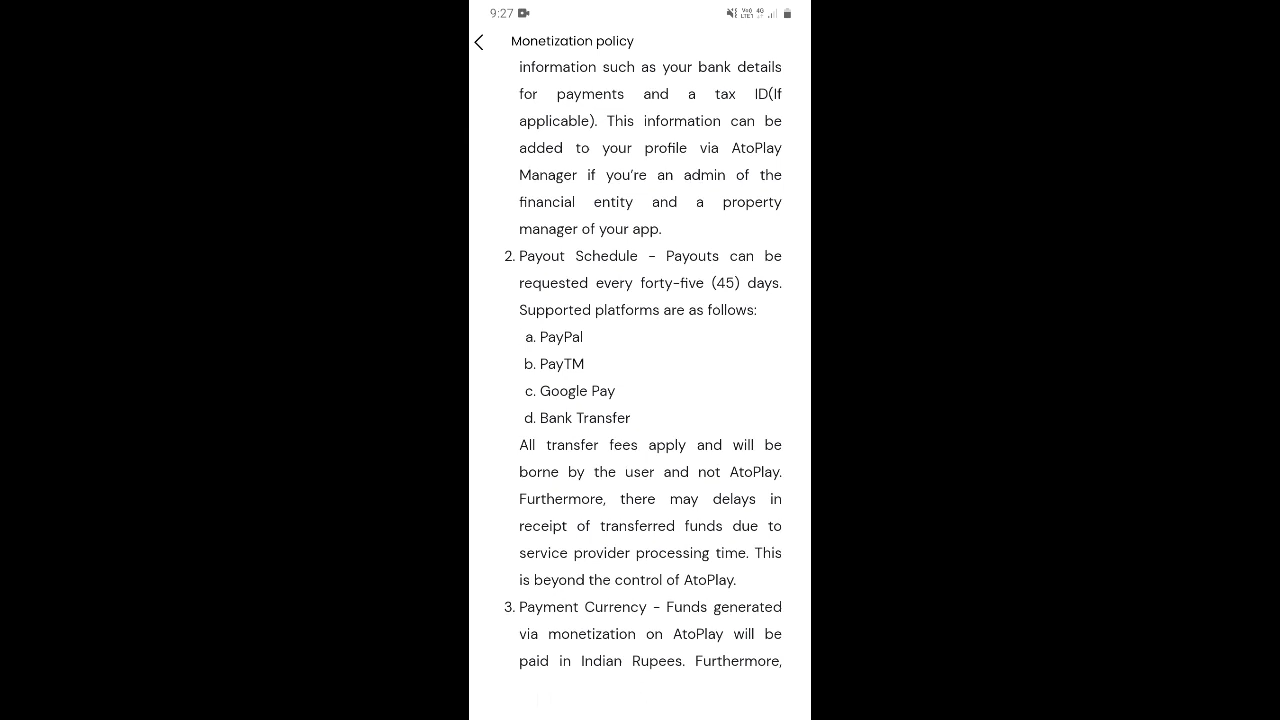 9:27
Vo) 4G
LTE1
Monetization policy
information such as your bank details
for payments and a tax ID(If
applicable). This information can be
added to your profile via AtoPlay
Manager if you're an admin of the
financial entity and a property
manager of your app.
2. Payout Schedule - Payouts can be
requested every forty-five (45) days.
Supported platforms are as follows:
a. PayPal
b. PayTM
c. Google Pay
d. Bank Transfer
All transfer fees apply and will be
borne by the user and not AtoPlay.
Furthermore, there may delays in
receipt of transferred funds due to
service provider processing time. This
is beyond the control of AtoPlay.
3. Payment Currency - Funds generated
via monetization on AtoPlay will be
paid in Indian Rupees. Furthermore,